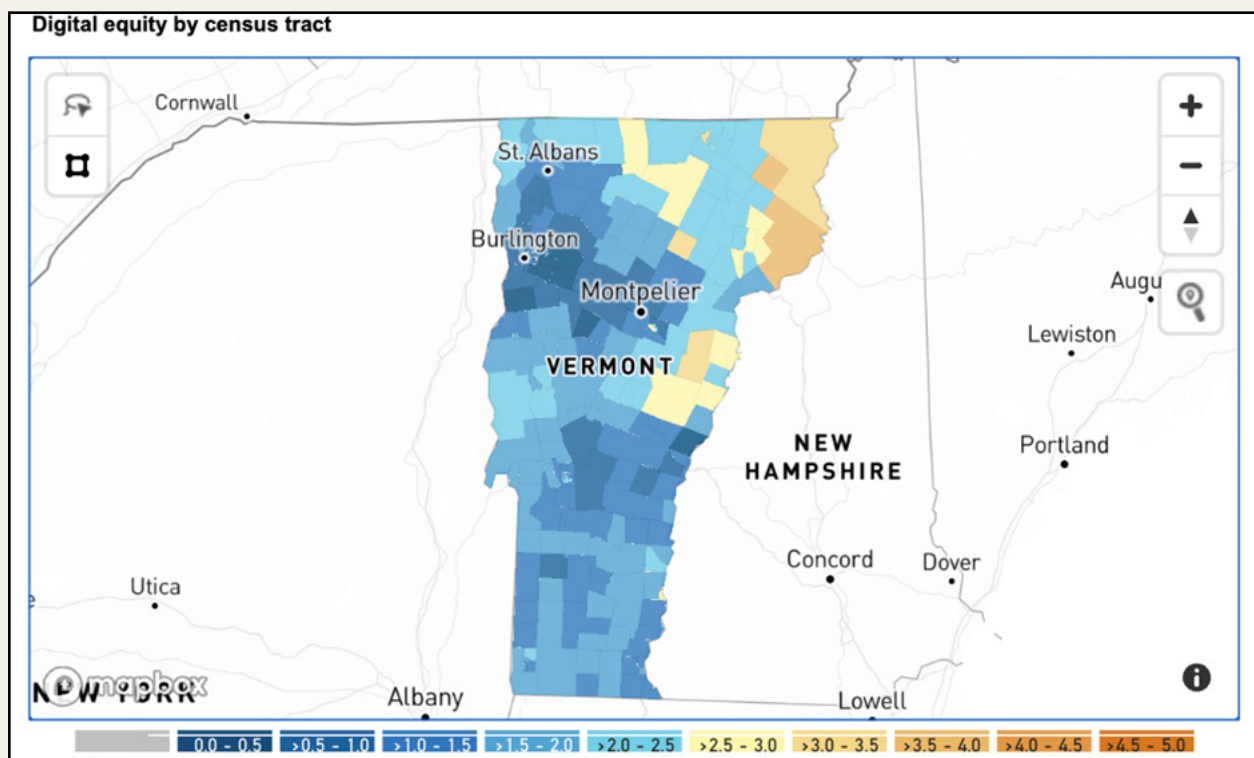 Digital equity by census tract
Cornwall
St. Albans
Burlington
Montpelier
Augu
Lewiston
VERMONT
NEW
HAMPSHIRE
Portland
Concord
Dover
Utica
mapbox
NEW YORK
Albany
Lowell
0.0 - 0.5
>0.5 - 1.0
>1.0 - 1.5
>1.5 - 2.0
>2.0 - 2.5
>2.5 - 3.0
>3.0 - 3.5
>3.5 - 4.0
>4.0 - 4.5
>4.5 - 5.0